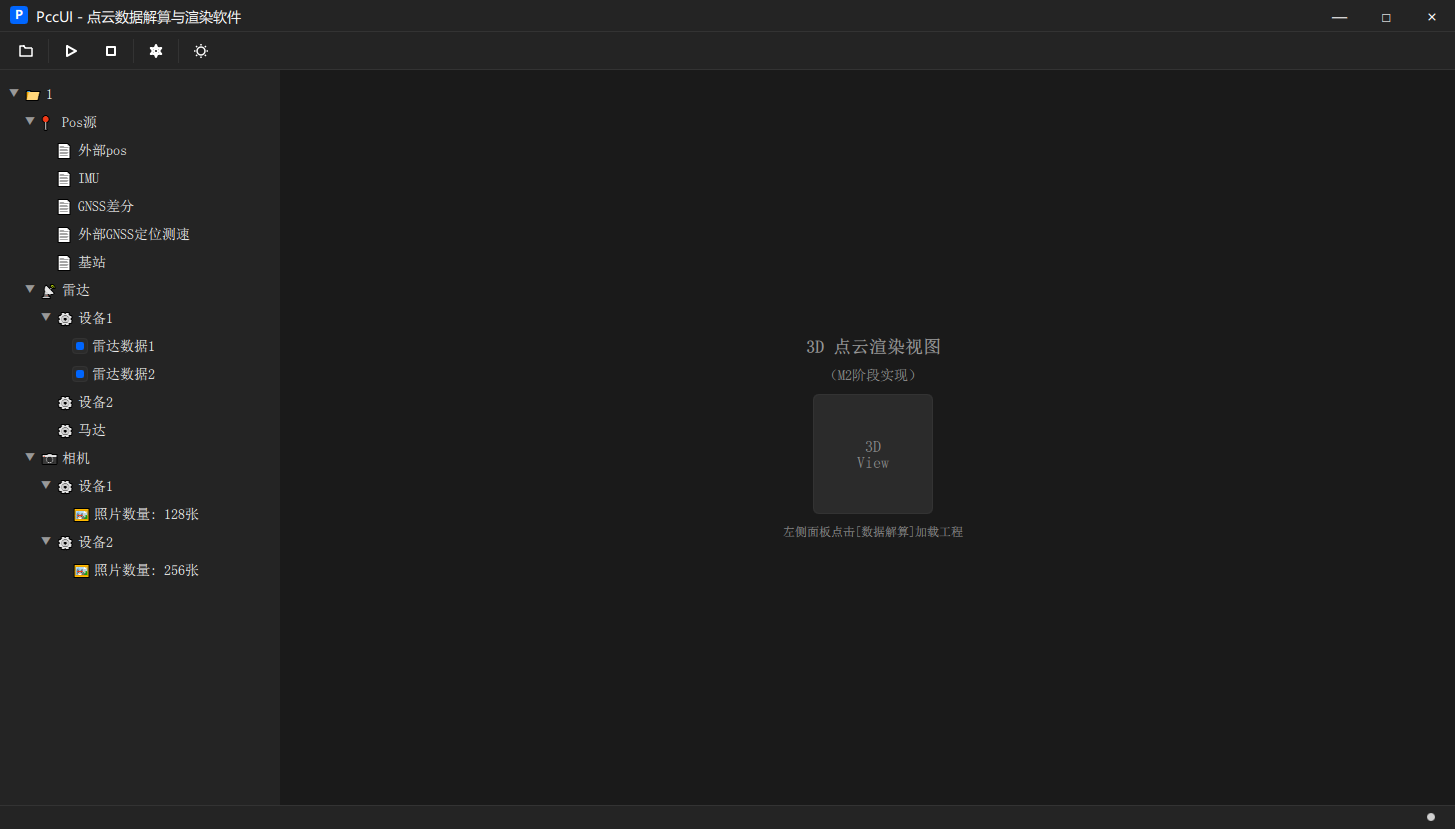 P PccUI - 点云数据解算与渲染软件
1
Pos源
外部pos
IMU
GNSS差分
外部GNSS定位测速
基站
雷达
设备1
雷达数据1
雷达数据2
设备2
马达
相机
设备1
照片数量: 128张
设备2
照片数量: 256张
3D 点云渲染视图
（M2阶段实现）
3D
View
左侧面板点击[数据解算]加载工程